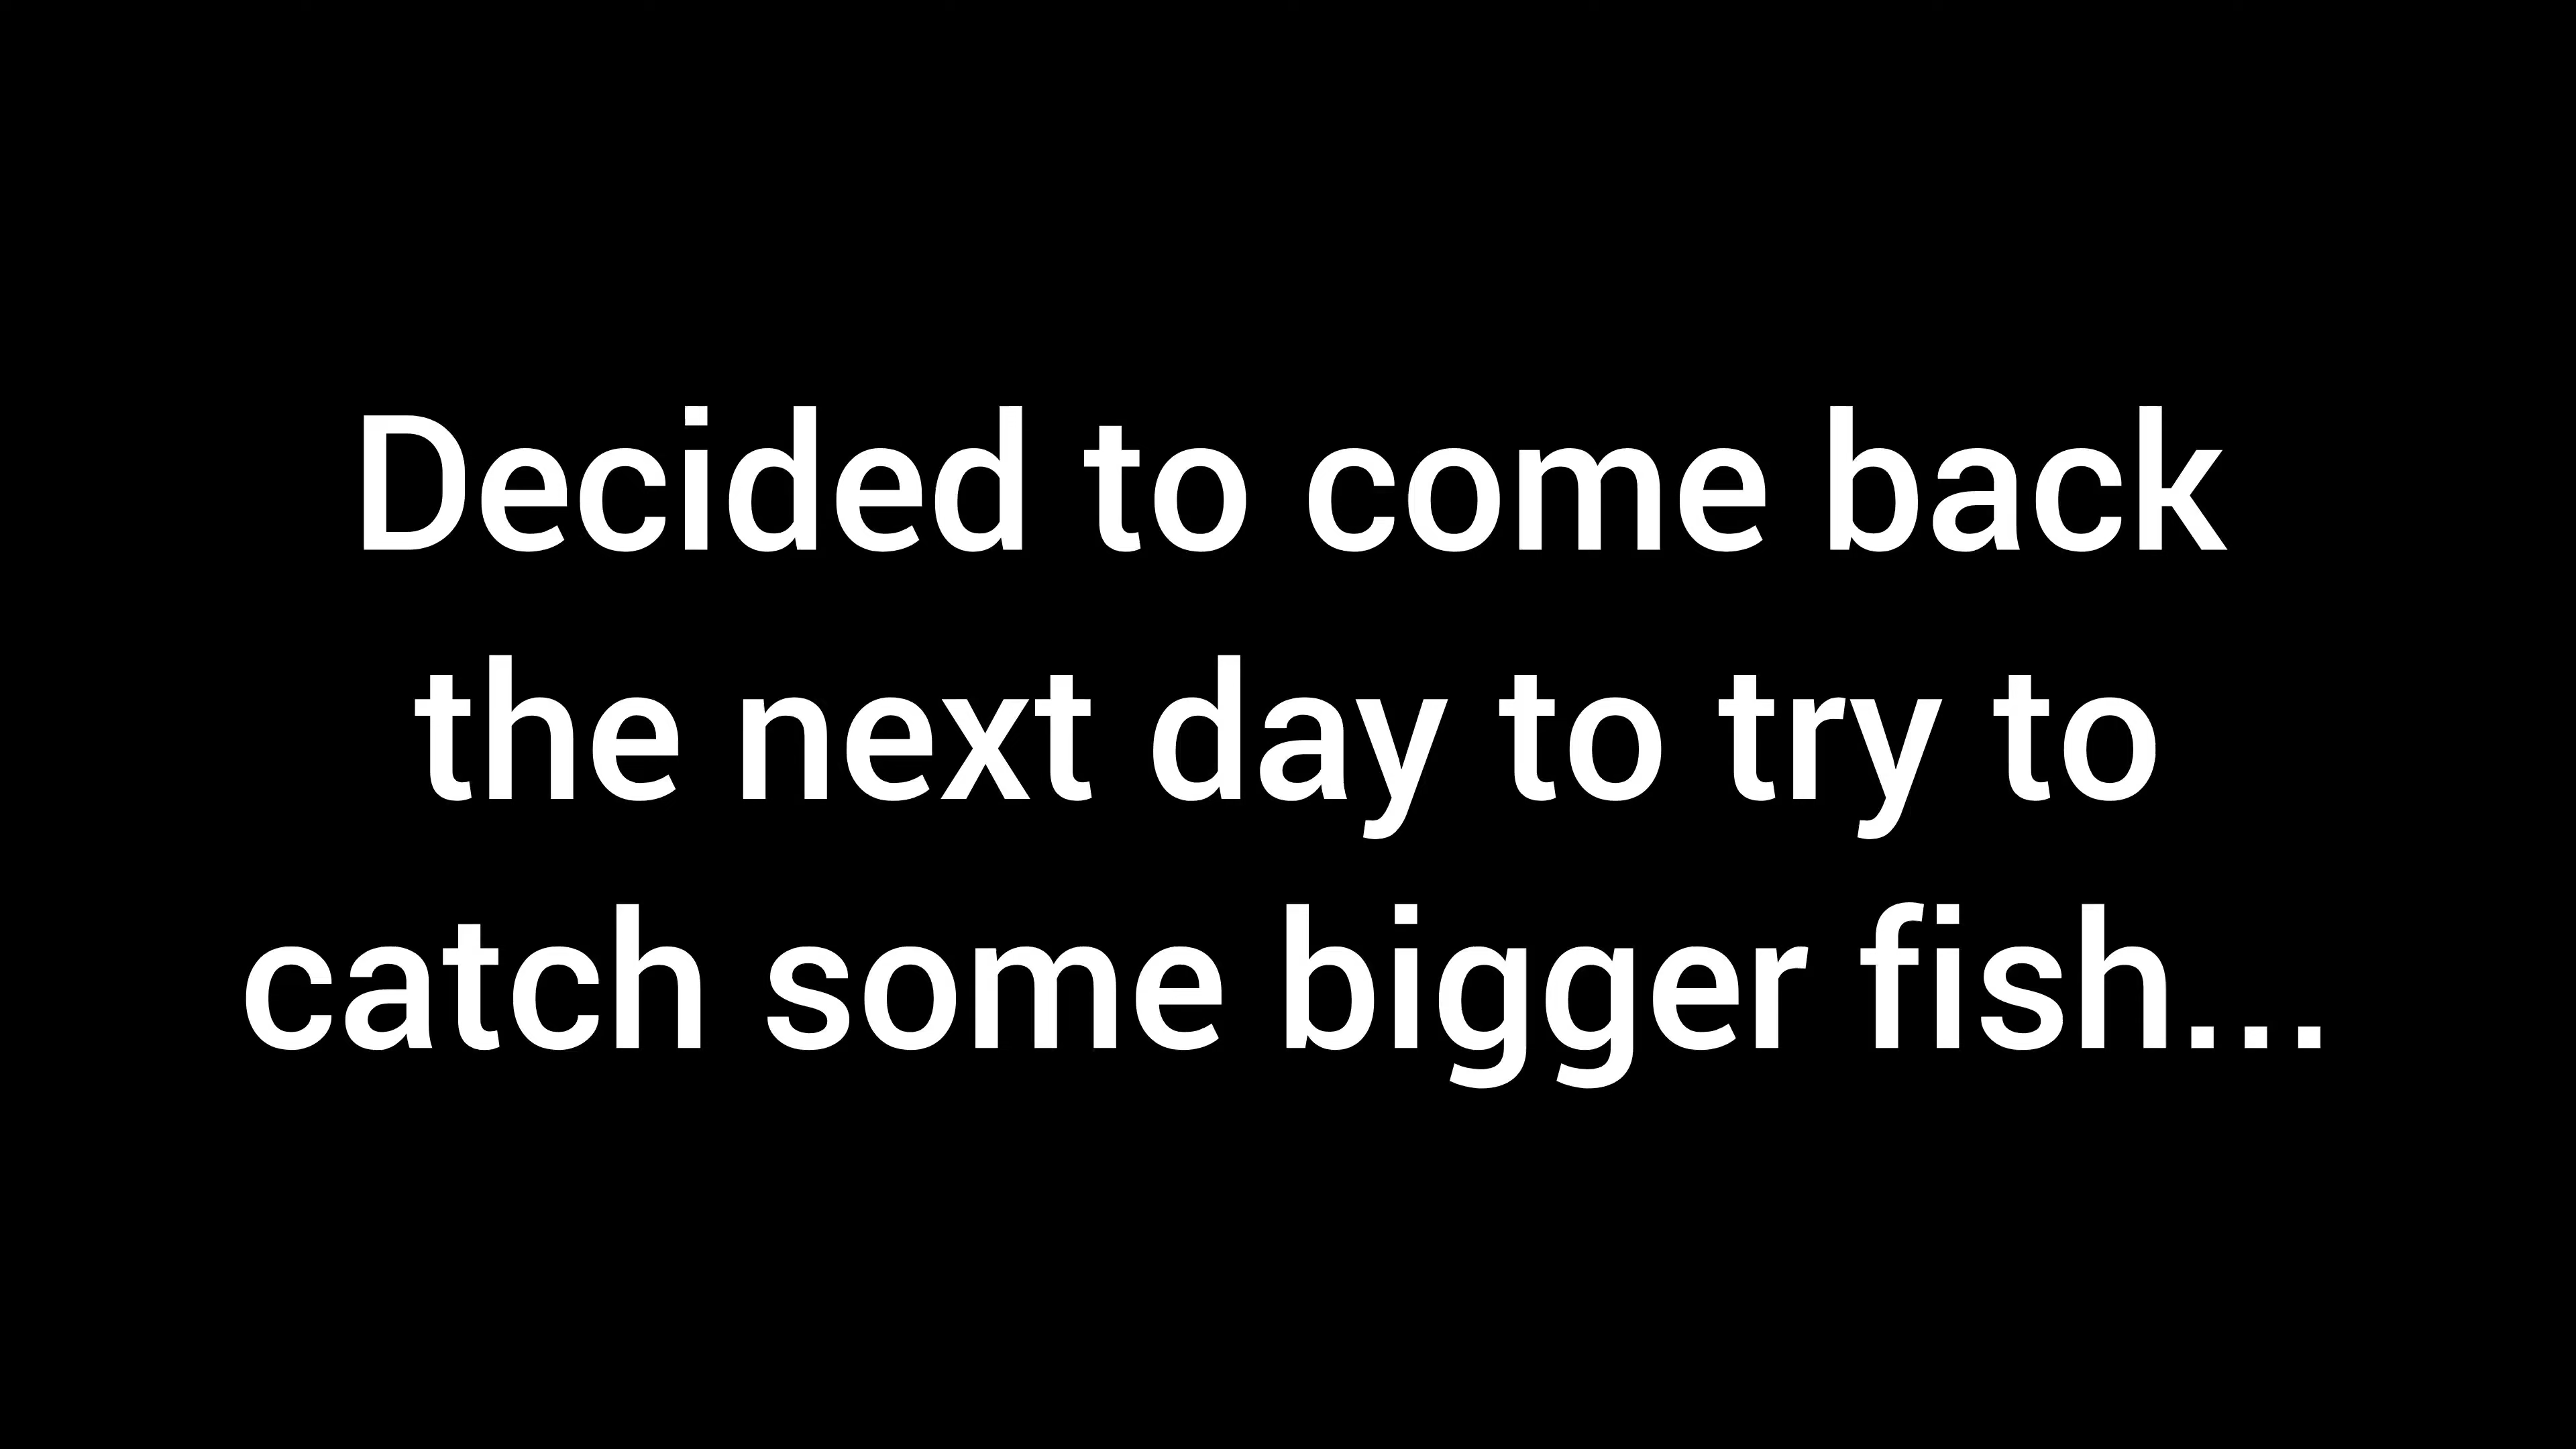 Decided to come back
the next day to try to
catch some bigger fish...